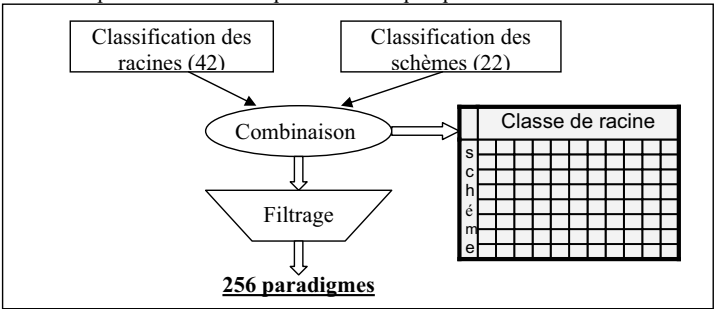 Classification des
racines (42)
Classification des
schèmes (22)
Combinaison
Classe de racine
s
c
h
é
m
e
Filtrage
256 paradigmes